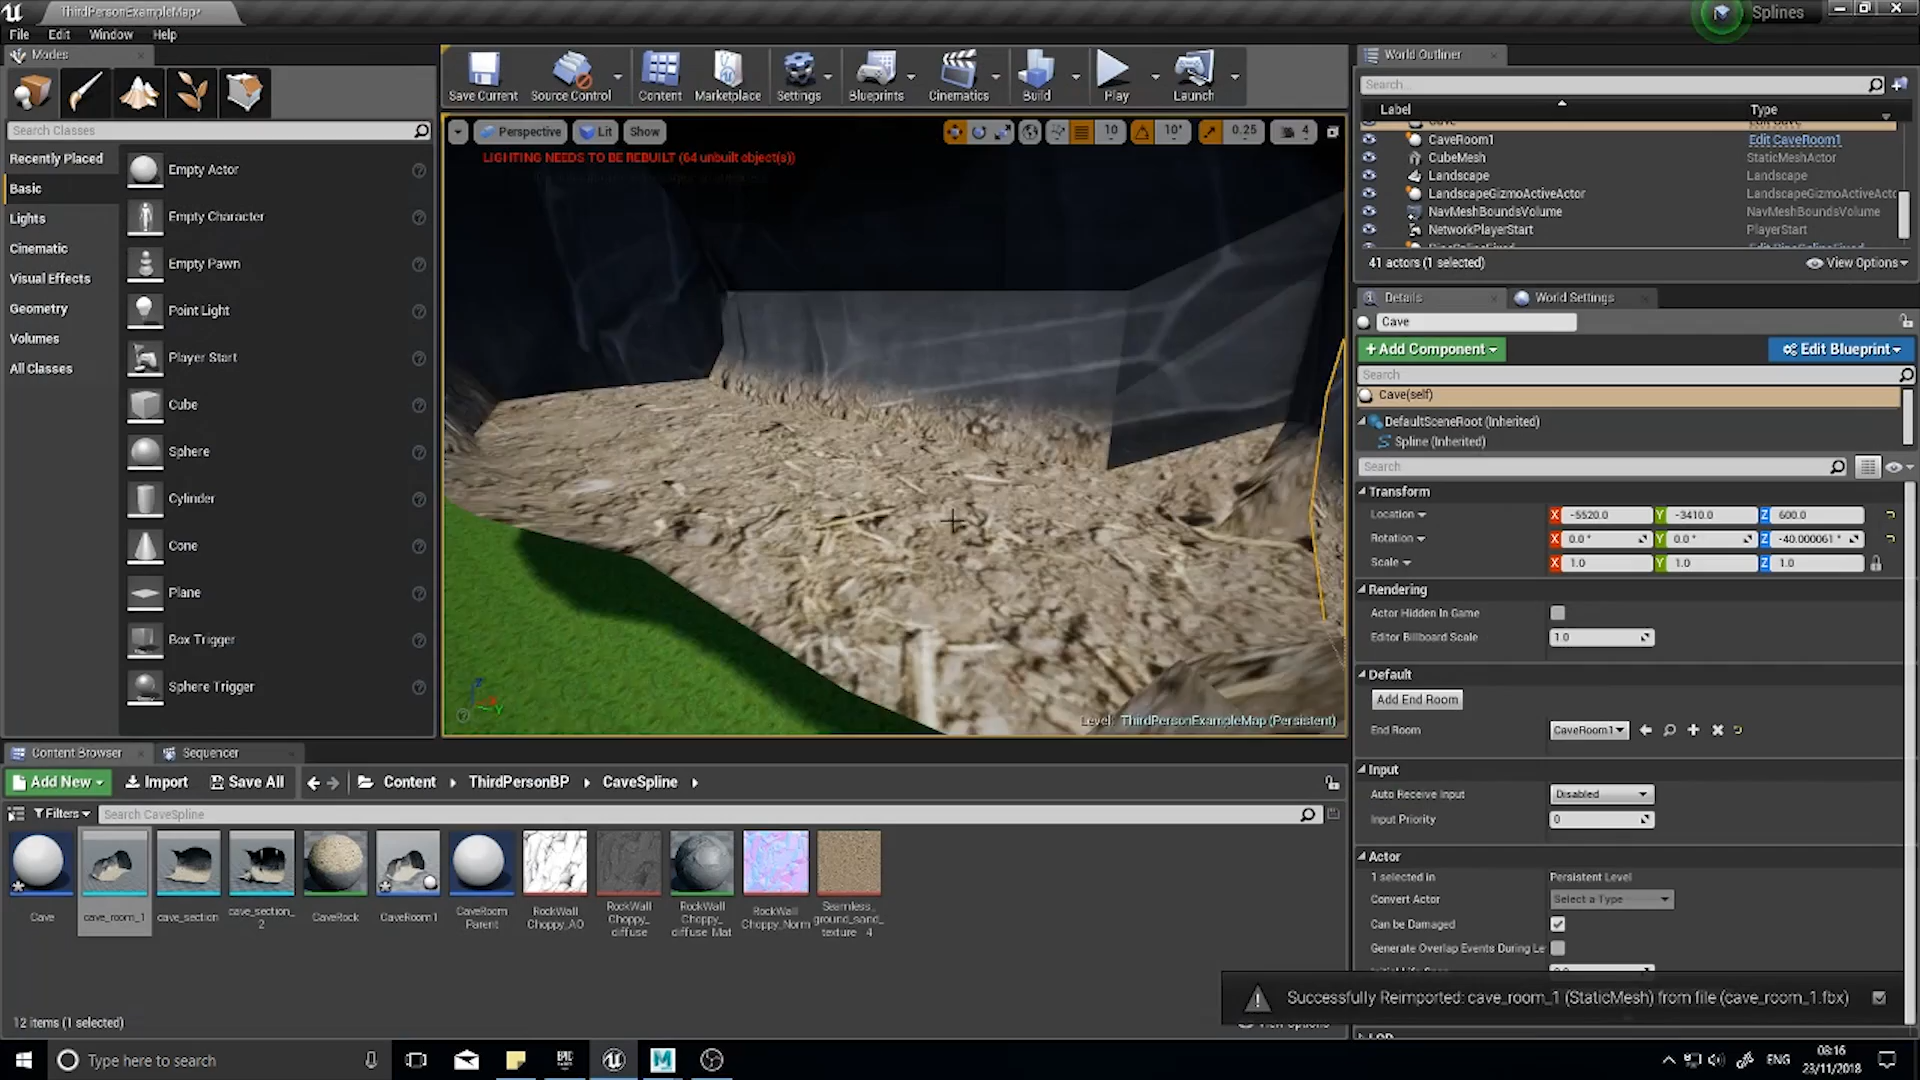 ThirdPersonExampleMap*
Splines
File Edit Window Help
Modes
Search Classes
Recently Placed
Basic
Lights
Cinematic
Visual Effects
Geometry
Volumes
All Classes
Empty Actor
Empty Character
Empty Pawn
Point Light
Player Start
Cube
Sphere
Cylinder
Cone
Plane
Box Trigger
Sphere Trigger
Save Current Source Control Content Marketplace Settings Blueprints Cinematics Build Play Launch
Perspective Lit Show 10 10° 0.25 4
LIGHTING NEEDS TO BE REBUILT (64 unbuilt object(s))
Level: ThirdPersonExampleMap (Persistent)
World Outliner
Search...
Label Type
CaveRoom1 Edit CaveRoom1
CubeMesh StaticMeshActor
Landscape Landscape
LandscapeGizmoActiveActor LandscapeGizmoActiveActo
NavMeshBoundsVolume NavMeshBoundsVolume
NetworkPlayerStart PlayerStart
41 actors (1 selected) View Options
Details World Settings
Cave
+Add Component Edit Blueprint
Search
Cave(self)
DefaultSceneRoot (Inherited)
Spline (Inherited)
Search
Transform
Location X -5520.0 Y -3410.0 Z 600.0
Rotation X 0.0 ° Y 0.0 ° Z -40.000061 °
Scale X 1.0 Y 1.0 Z 1.0
Rendering
Actor Hidden In Game
Editor Billboard Scale 1.0
Default
Add End Room
End Room CaveRoom1
Input
Auto Receive Input Disabled
Input Priority 0
Actor
1 selected in Persistent Level
Convert Actor Select a Type
Can be Damaged
Generate Overlap Events During Le
Successfully Reimported: cave_room_1 (StaticMesh) from file (cave_room_1.fbx)
Content Browser Sequencer
Add New Import Save All Content ThirdPersonBP CaveSpline
Filters Search CaveSpline
Cave
cave_room_1
cave_section
cave_section_
2
CaveRock
CaveRoom1
CaveRoom
Parent
RockWall
Choppy_AO
RockWall
Choppy_
diffuse
RockWall
Choppy_
diffuse_Mat
RockWall
Choppy_Norm
Seamless_
ground_sand_
texture__4_
12 items (1 selected)
Type here to search
ENG
08:16
23/11/2018